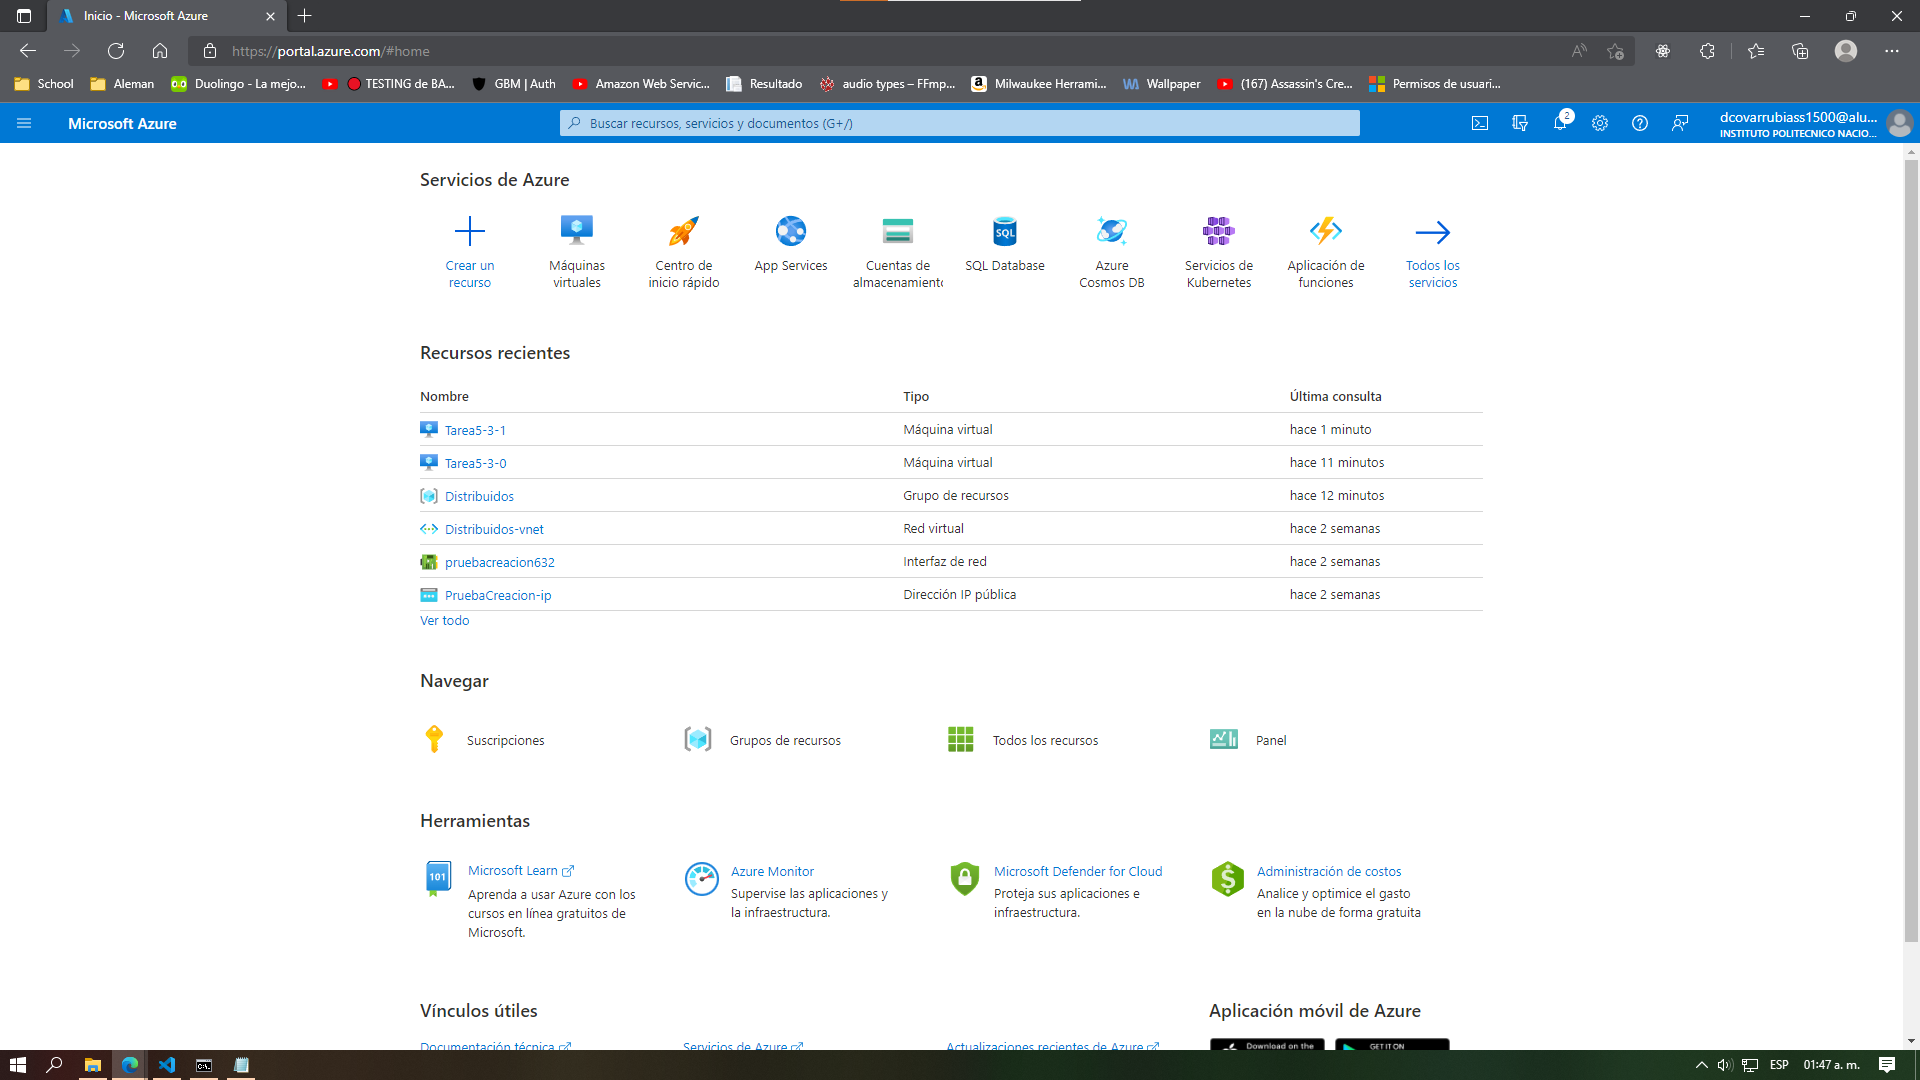 Inicio - Microsoft Azure
https://portal.azure.com/#home
School
Aleman
Duolingo - La mejo...
TESTING de BA...
GBM | Auth
Amazon Web Servic...
Resultado
audio types – FFmp...
Milwaukee Herrami...
Wallpaper
(167) Assassin's Cre...
Permisos de usuari...
Microsoft Azure
Buscar recursos, servicios y documentos (G+/)
2
dcovarrubiass1500@alu...
INSTITUTO POLITECNICO NACIO...
Servicios de Azure
Crear un
recurso
Máquinas
virtuales
Centro de
inicio rápido
App Services
Cuentas de
almacenamiento
SQL
SQL Database
Azure
Cosmos DB
Servicios de
Kubernetes
Aplicación de
funciones
Todos los
servicios
Recursos recientes
Nombre Tipo Última consulta
Tarea5-3-1 Máquina virtual hace 1 minuto
Tarea5-3-0 Máquina virtual hace 11 minutos
Distribuidos Grupo de recursos hace 12 minutos
Distribuidos-vnet Red virtual hace 2 semanas
pruebacreacion632 Interfaz de red hace 2 semanas
PruebaCreacion-ip Dirección IP pública hace 2 semanas
Ver todo
Navegar
Suscripciones
Grupos de recursos
Todos los recursos
Panel
Herramientas
101
Microsoft Learn
Aprenda a usar Azure con los
cursos en línea gratuitos de
Microsoft.
Azure Monitor
Supervise las aplicaciones y
la infraestructura.
Microsoft Defender for Cloud
Proteja sus aplicaciones e
infraestructura.
Administración de costos
Analice y optimice el gasto
en la nube de forma gratuita
Vínculos útiles
Documentación técnica
Servicios de Azure
Actualizaciones recientes de Azure
Aplicación móvil de Azure
Download on the
GET IT ON
ESP
01:47 a. m.